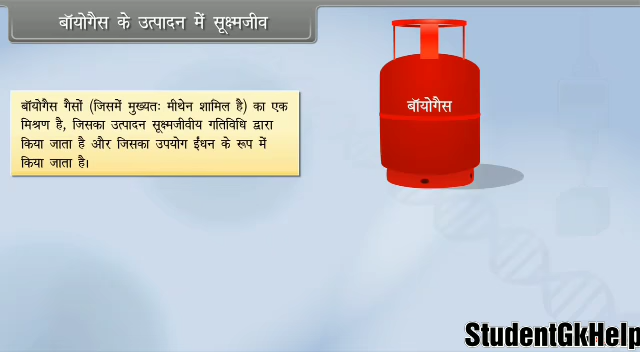 बॉयोगैस के उत्पादन में सूक्ष्मजीव
बॉयोगैस गैसों (जिसमें मुख्यतः मीथेन शामिल है) का एक
मिश्रण है, जिसका उत्पादन सूक्ष्मजीवीय गतिविधि द्वारा
किया जाता है और जिसका उपयोग ईंधन के रूप में
किया जाता है।
बॉयोगैस
StudentGkHelp